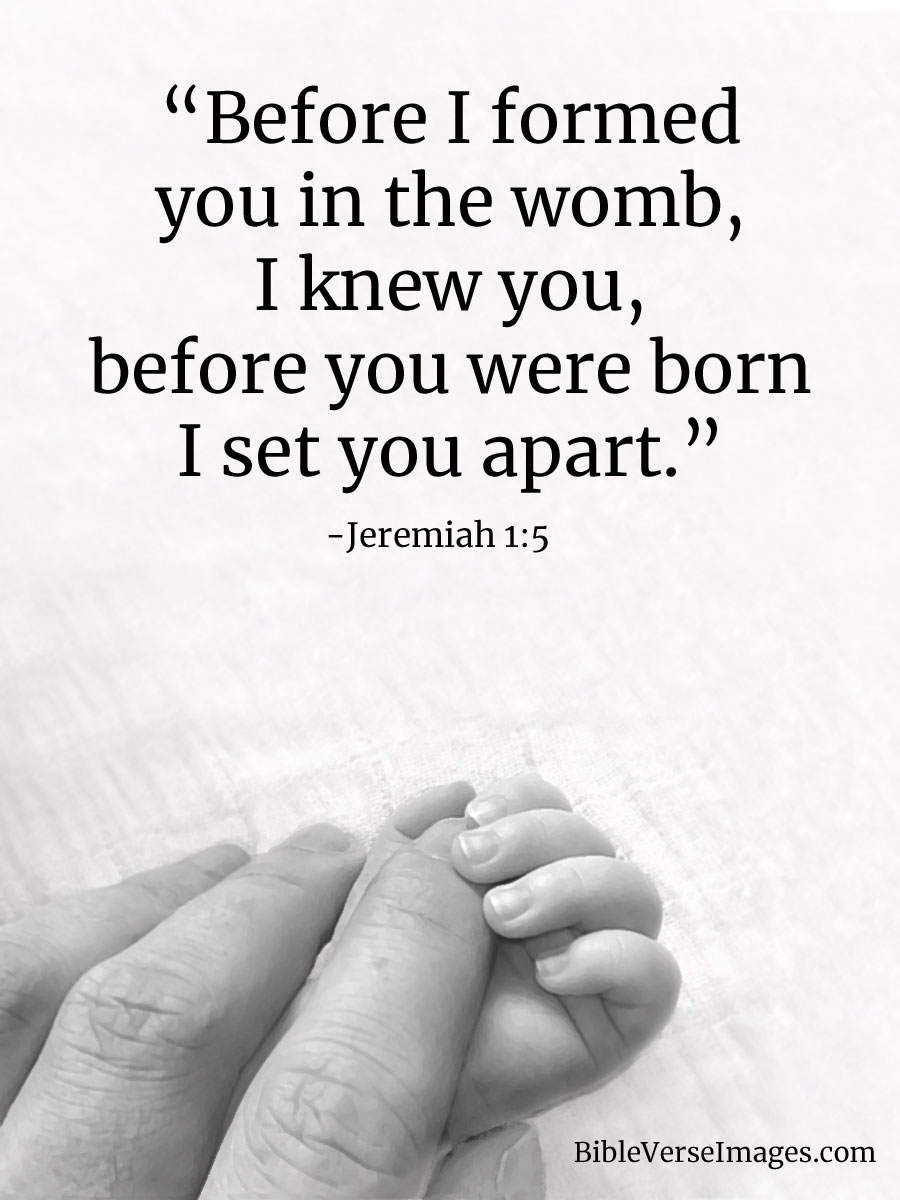 “Before I formed
you in the womb,
I knew you,
before you were born
I set you apart.”
-Jeremiah 1:5
BibleVerseImages.com